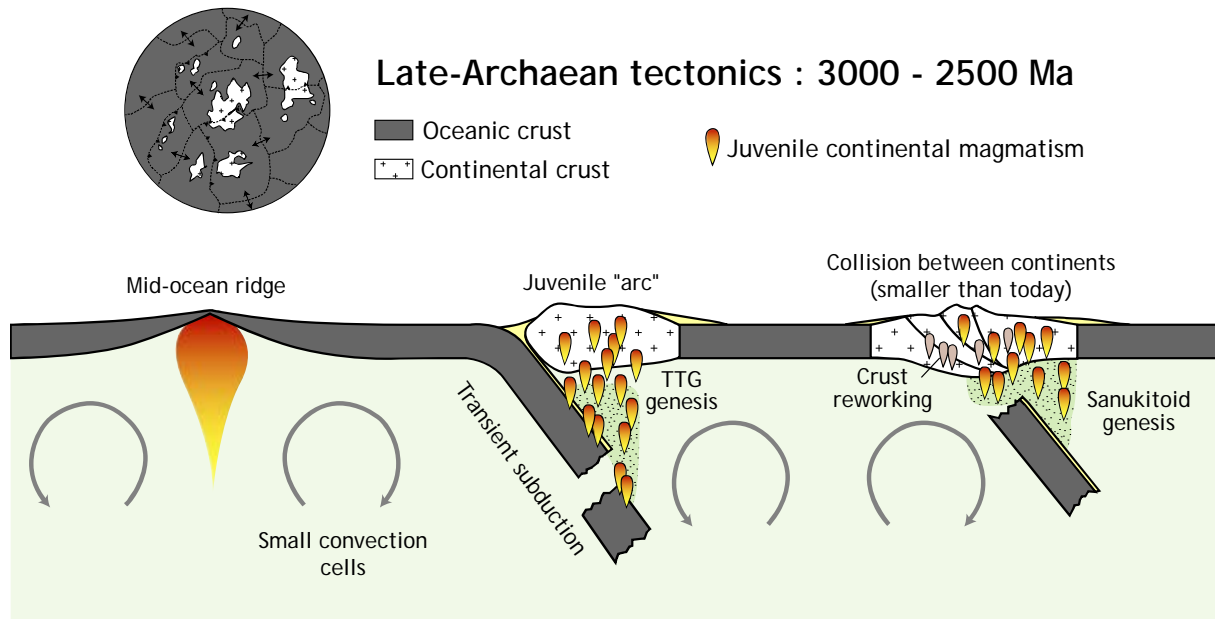 Late-Archaean tectonics : 3000 - 2500 Ma
Oceanic crust
Continental crust
Juvenile continental magmatism
Mid-ocean ridge
Juvenile "arc"
Collision between continents
(smaller than today)
TTG
genesis
Crust
reworking
Sanukitoid
genesis
Transient subduction
Small convection
cells